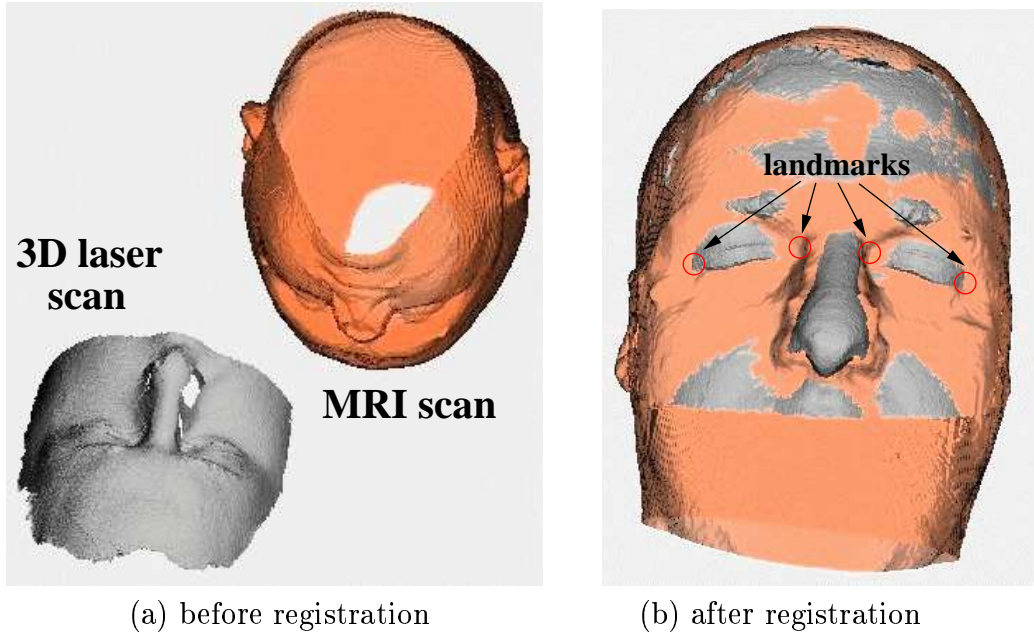 3D laser
scan
MRI scan
landmarks
(a) before registration
(b) after registration